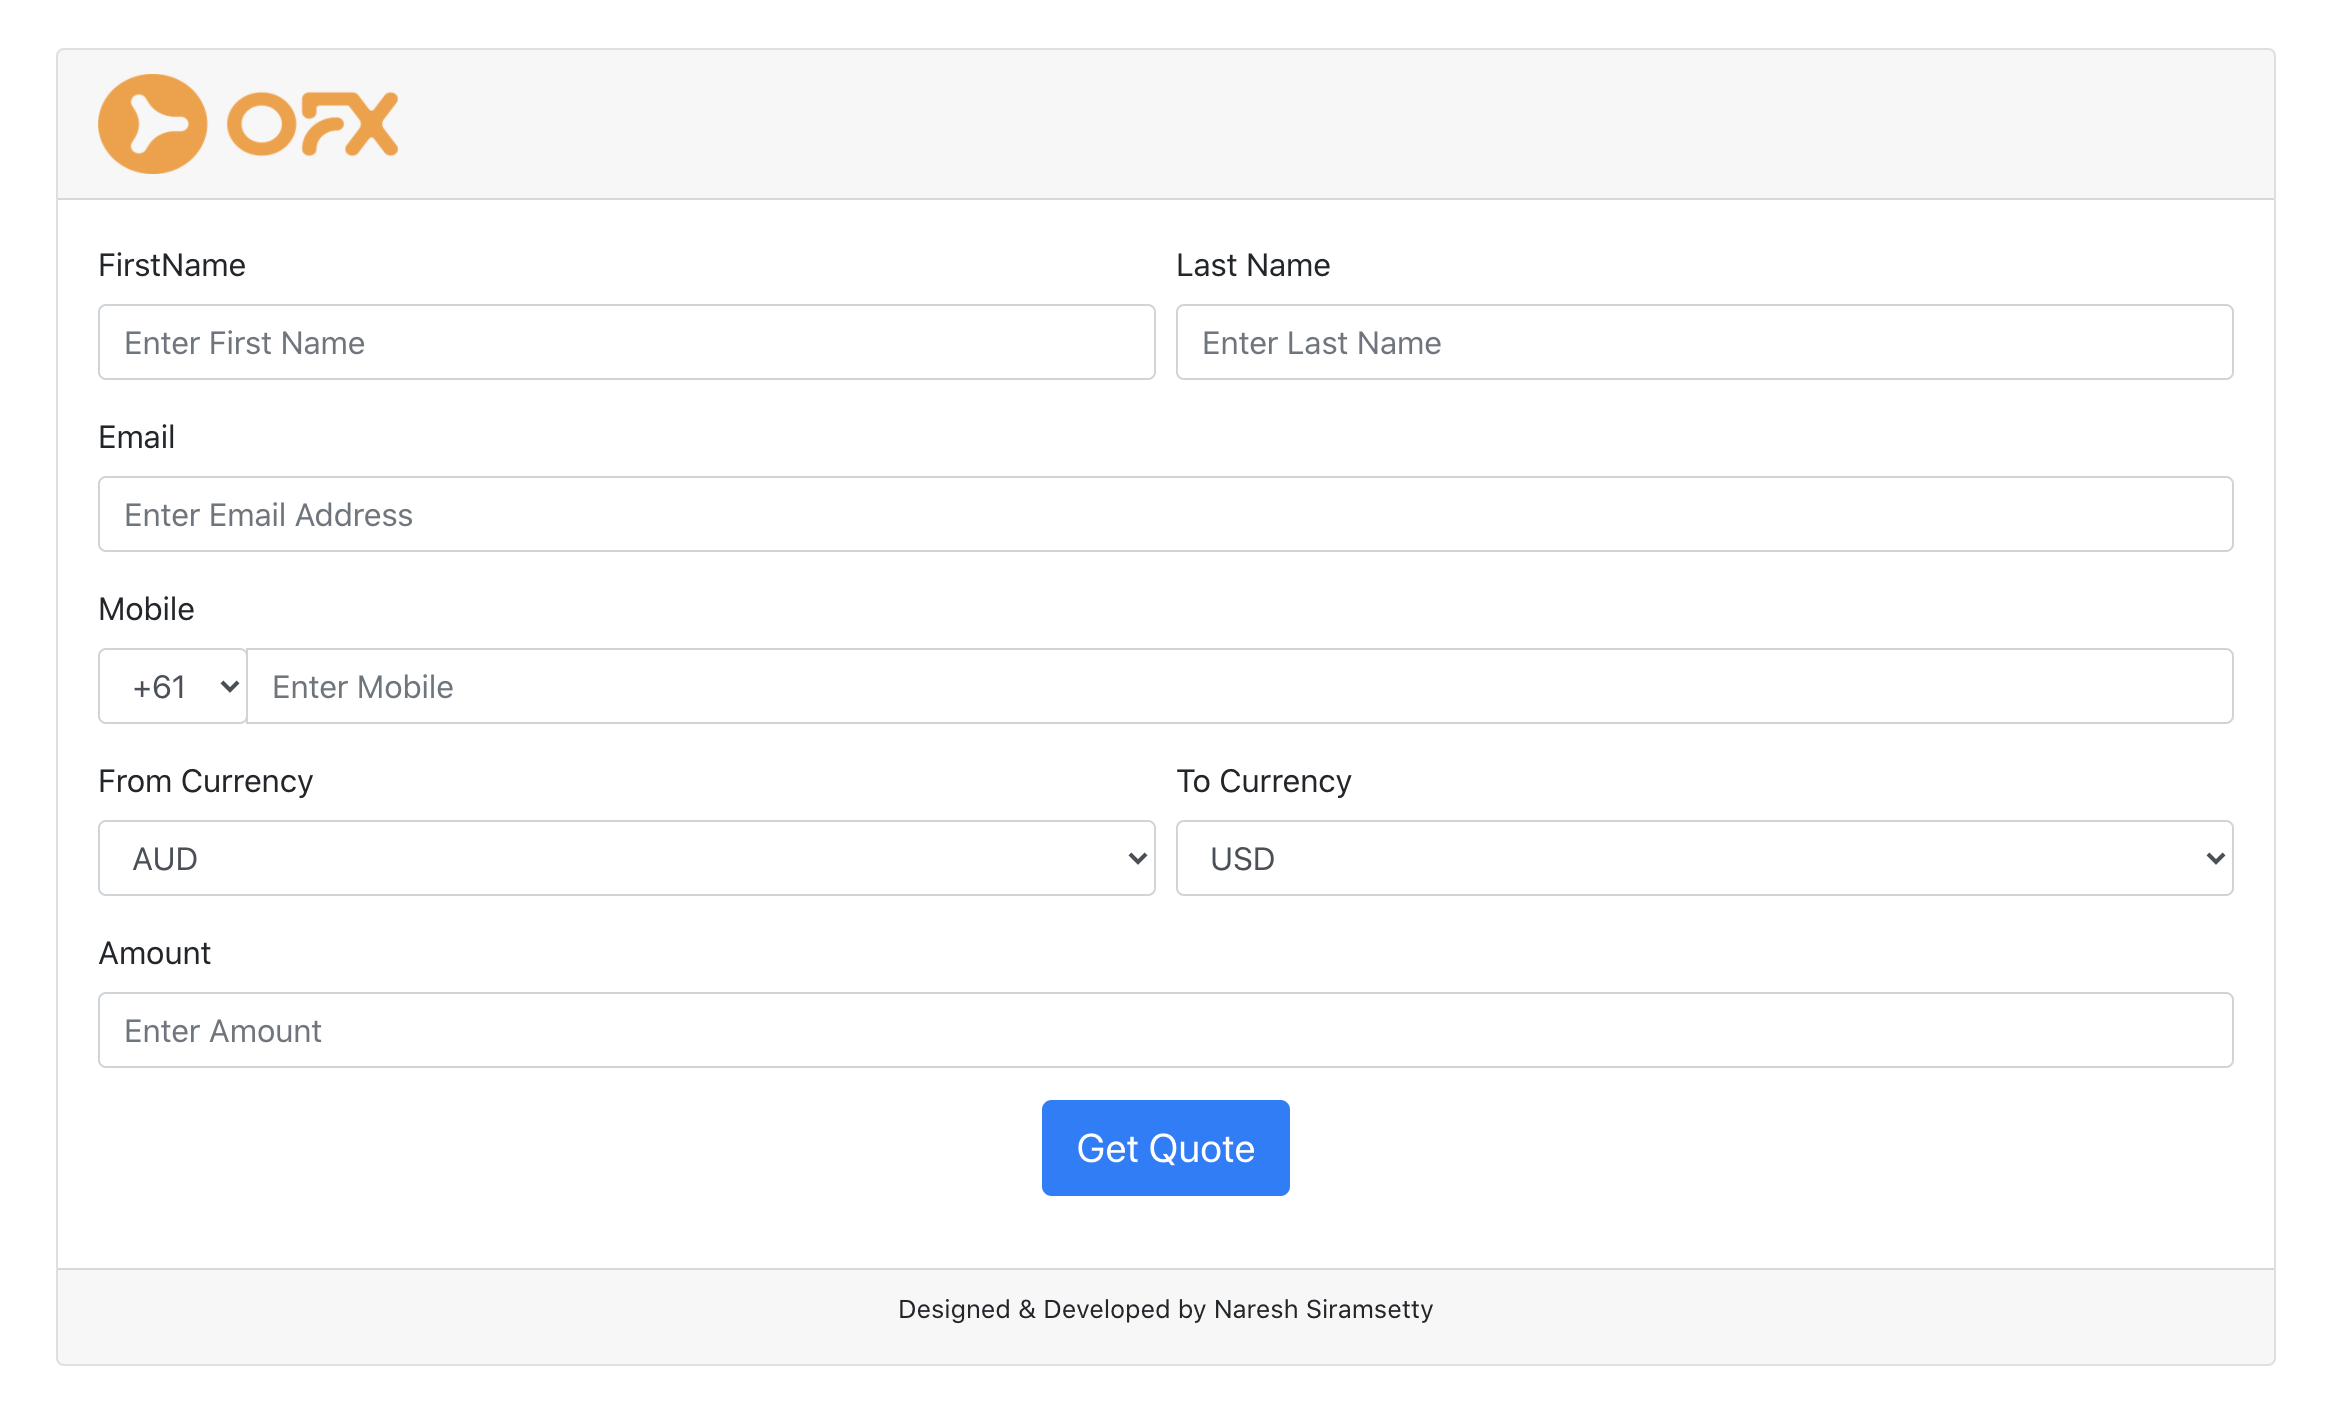 OFX
FirstName
Last Name
Enter First Name
Enter Last Name
Email
Enter Email Address
Mobile
+61
Enter Mobile
From Currency
To Currency
AUD
USD
Amount
Enter Amount
Get Quote
Designed & Developed by Naresh Siramsetty